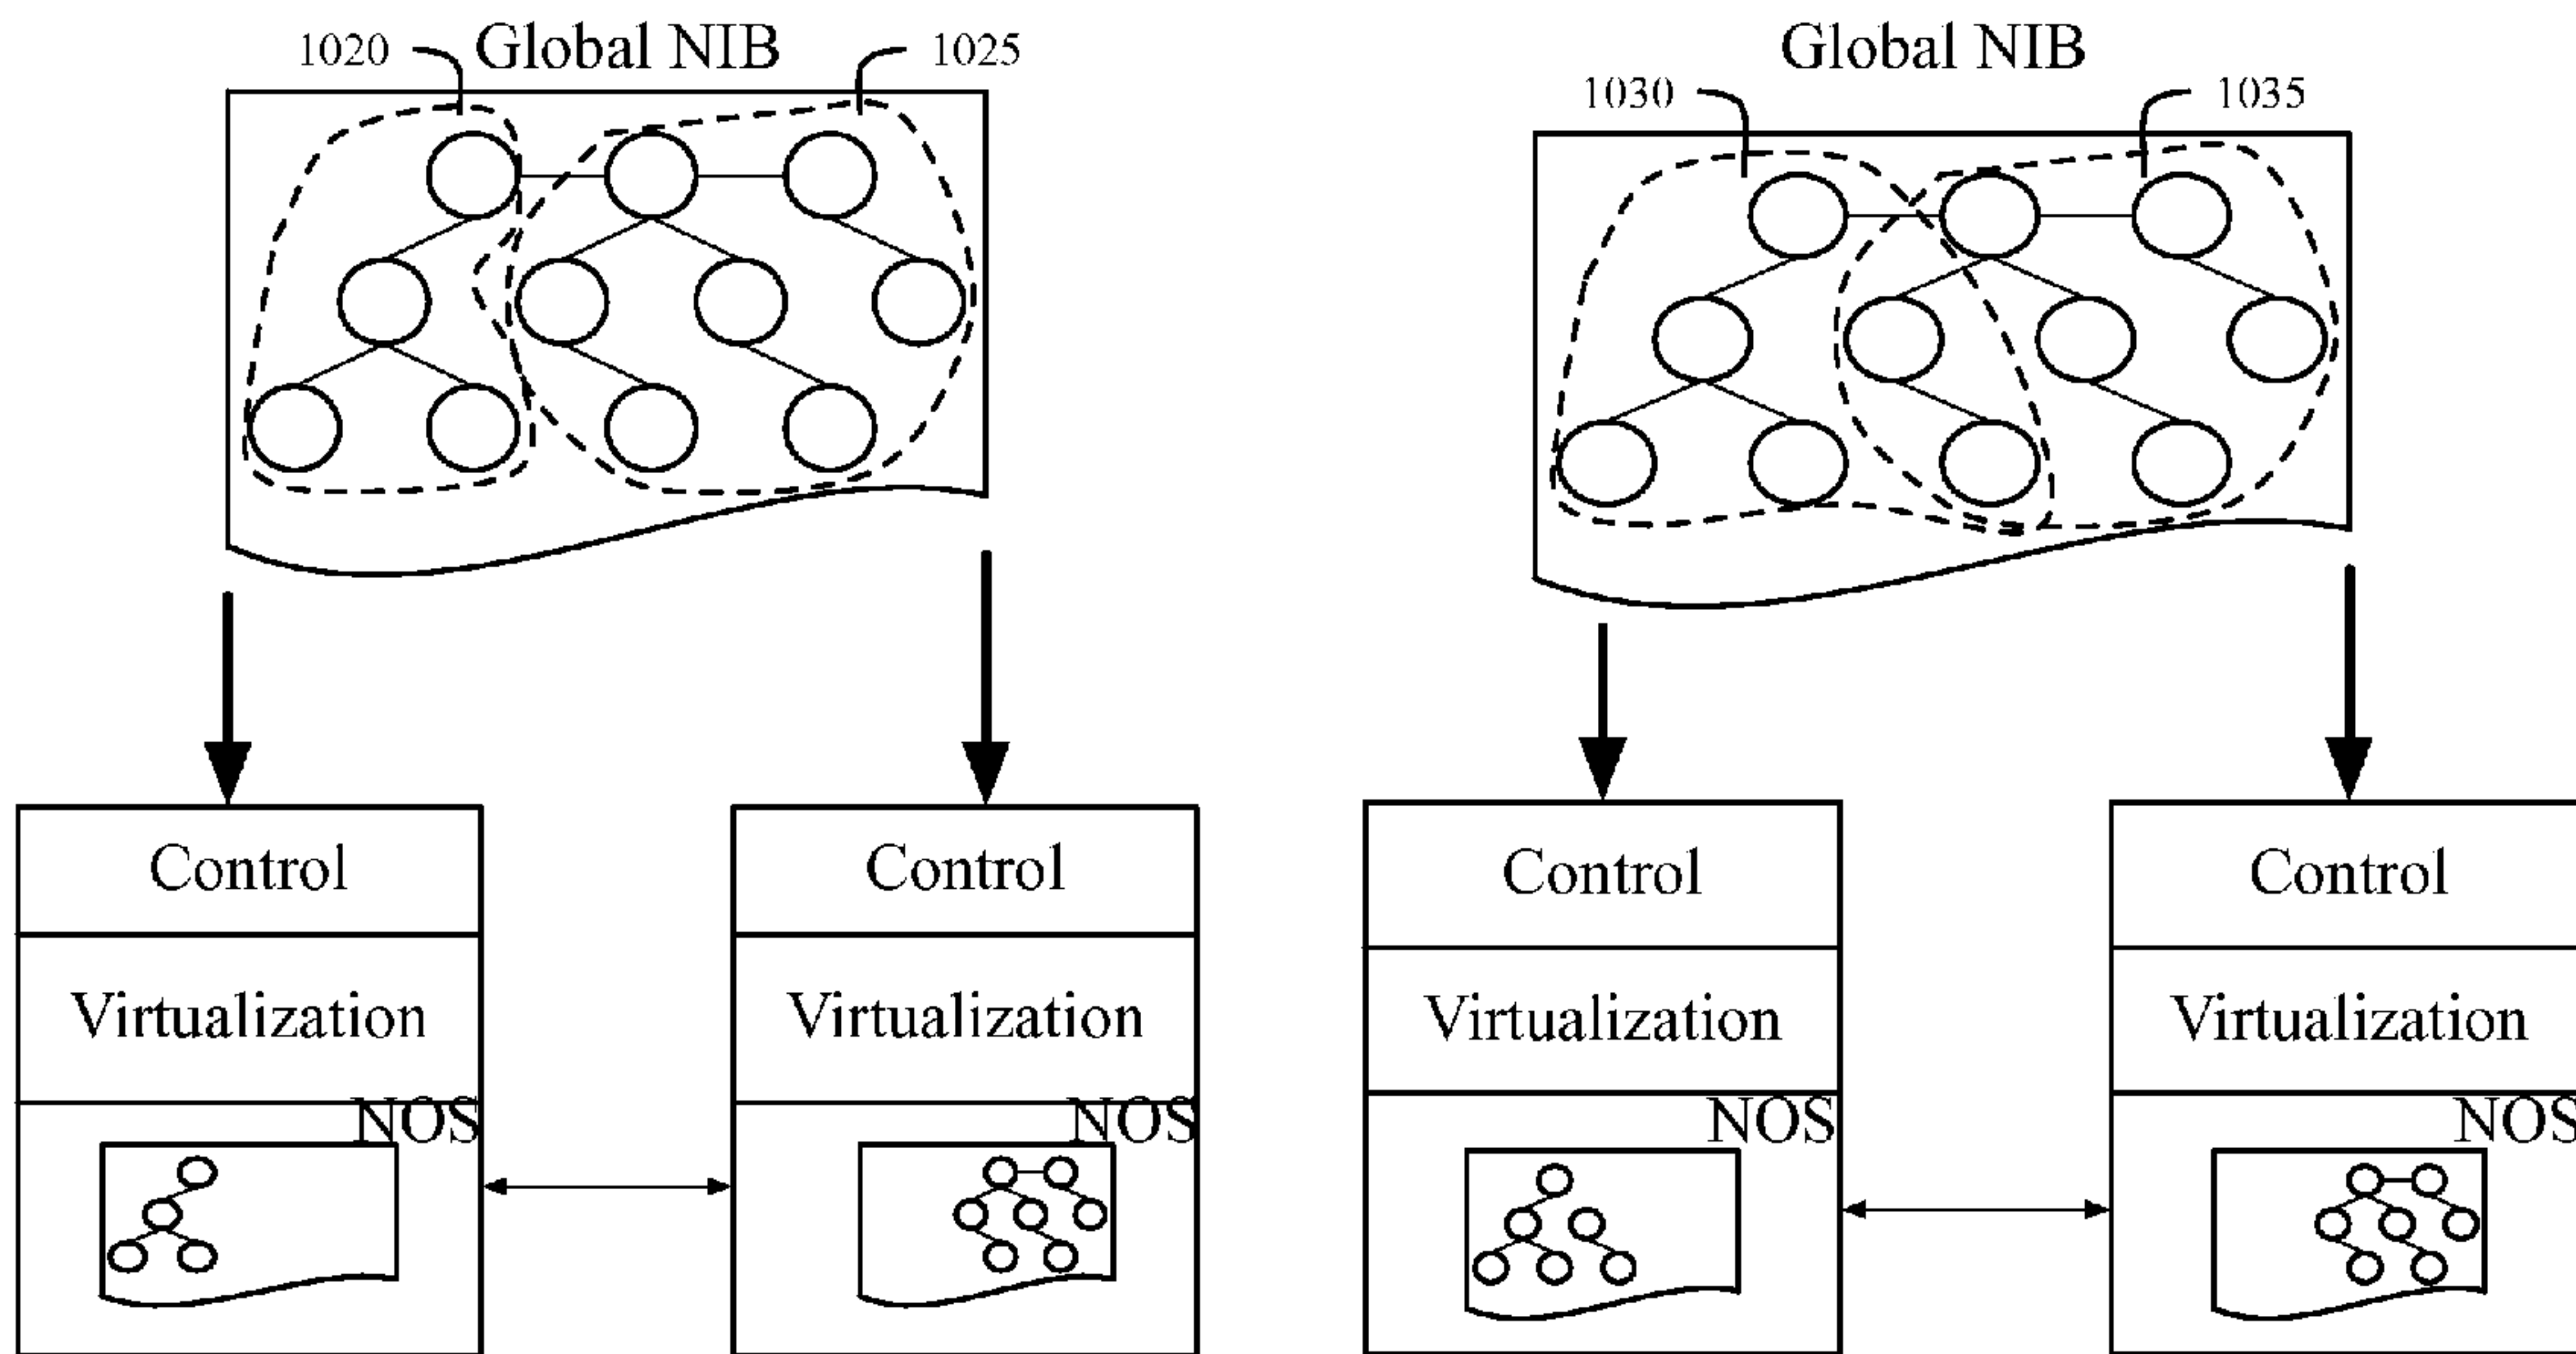 1020
Global NIB
1025
Control
Virtualization
NOS
Control
Virtualization
NOS
Global NIB
1030
1035
Control
Virtualization
NOS
Control
Virtualization
NOS